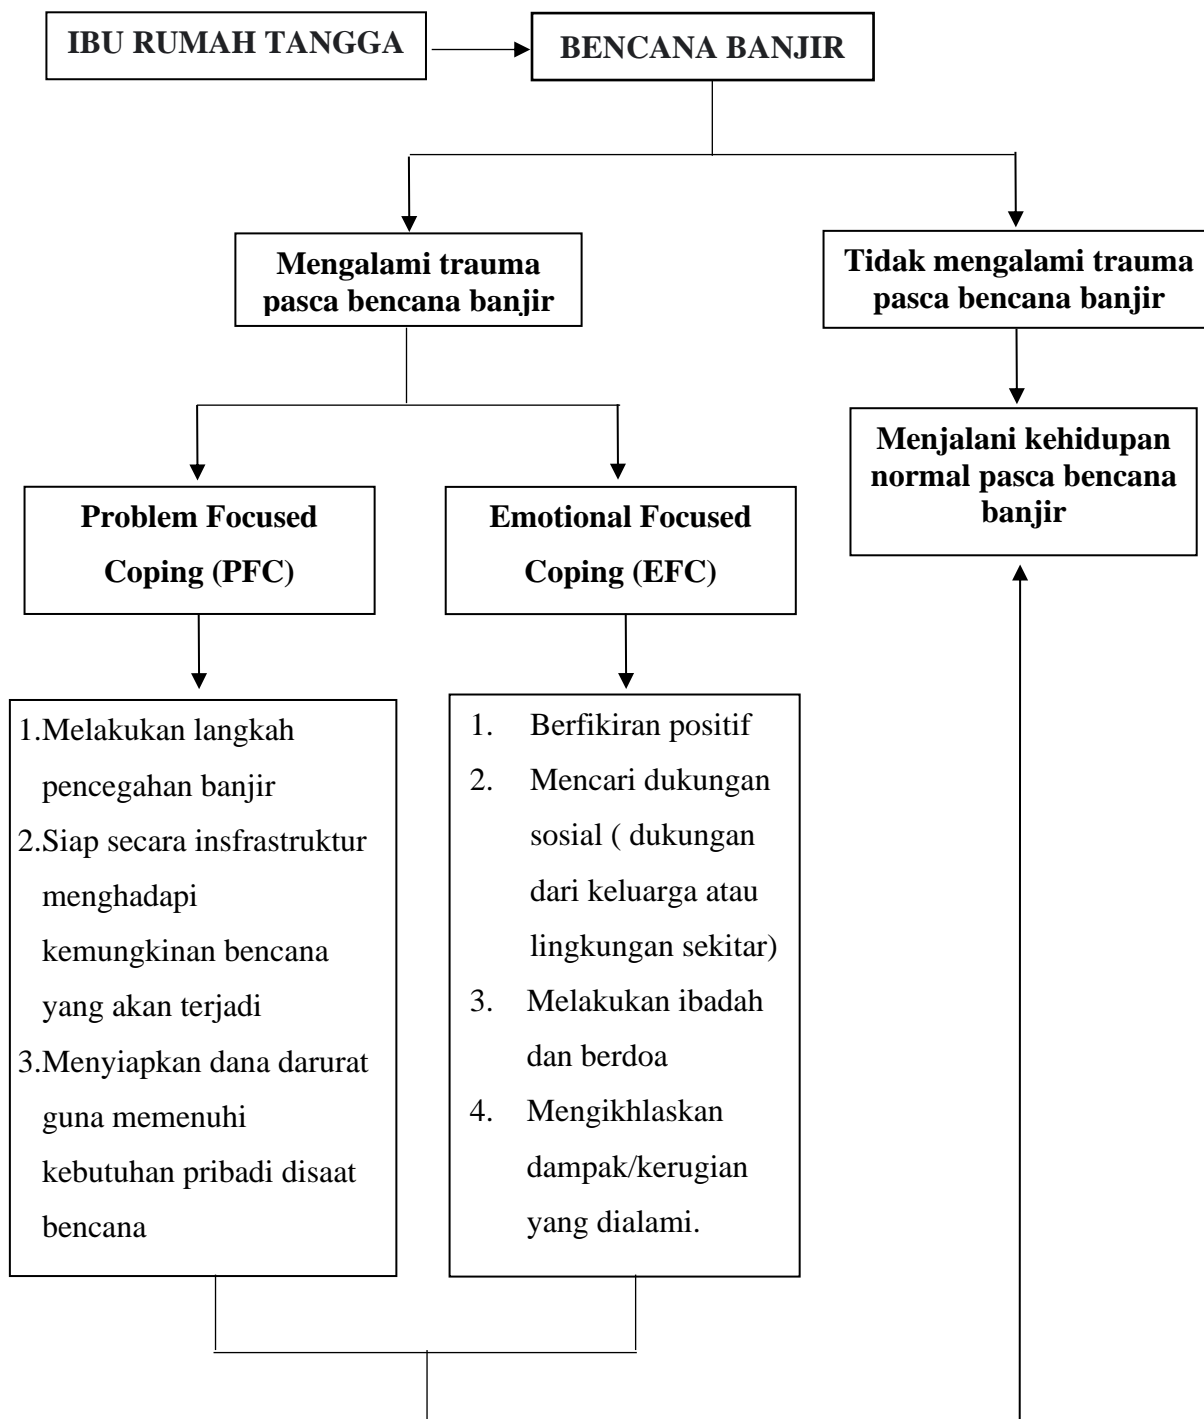 IBU RUMAH TANGGA
BENCANA BANJIR
Mengalami trauma
pasca bencana banjir
Tidak mengalami trauma
pasca bencana banjir
Menjalani kehidupan
normal pasca bencana
banjir
Problem Focused
Coping (PFC)
Emotional Focused
Coping (EFC)
1.Melakukan langkah
pencegahan banjir
2.Siap secara insfrastruktur
menghadapi
kemungkinan bencana
yang akan terjadi
3.Menyiapkan dana darurat
guna memenuhi
kebutuhan pribadi disaat
bencana
1. Berfikiran positif
2. Mencari dukungan
sosial ( dukungan
dari keluarga atau
lingkungan sekitar)
3. Melakukan ibadah
dan berdoa
4. Mengikhlaskan
dampak/kerugian
yang dialami.